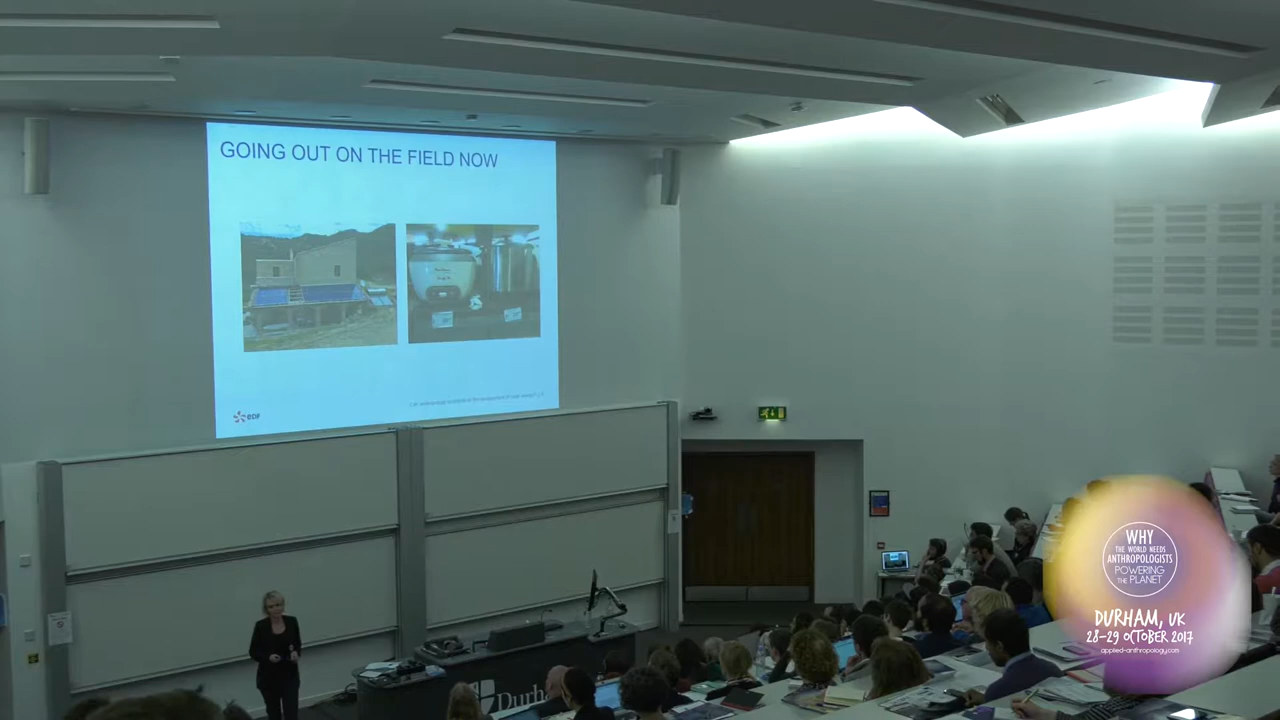 GOING OUT ON THE FIELD NOW
eDF
Durham
WHY
THE WORLD NEEDS
ANTHROPOLOGISTS
POWERING
THE PLANET
DURHAM, UK
28-29 OCTOBER 2017
applied-anthropology.com